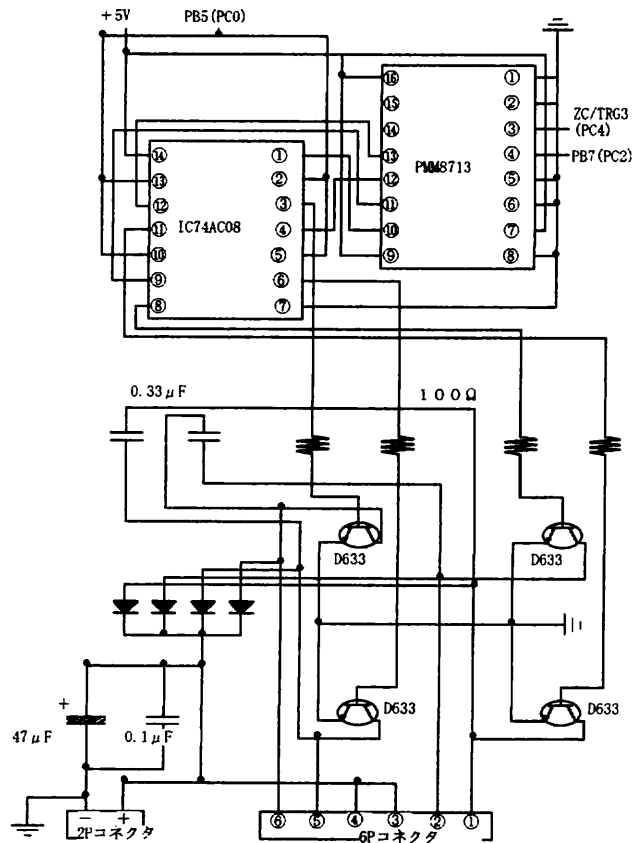 +5V
PB5(PC0)
ZC/TRG3
(PC4)
PB7(PC2)
PMM8713
⑯
⑮
⑭
⑬
⑫
⑪
⑩
⑨
①
②
③
④
⑤
⑥
⑦
⑧
IC74AC08
⑭
⑬
⑫
⑪
⑩
⑨
⑧
①
②
③
④
⑤
⑥
⑦
0.33μF
100Ω
D633
D633
D633
D633
+
47μF
0.1μF
- +
2Pコネクタ
⑥ ⑤ ④ ③ ② ①
6Pコネクタ